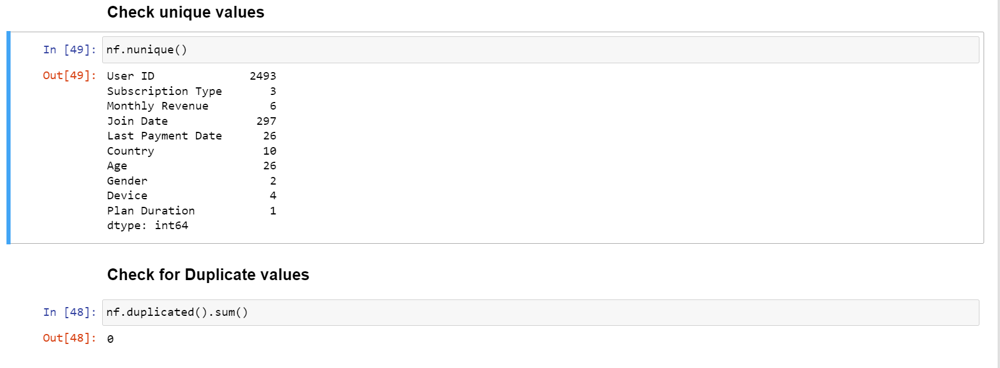 Check unique values
In [49]: nf.nunique()
Out[49]: User ID 2493
Subscription Type 3
Monthly Revenue 6
Join Date 297
Last Payment Date 26
Country 10
Age 26
Gender 2
Device 4
Plan Duration 1
dtype: int64
Check for Duplicate values
In [48]: nf.duplicated().sum()
Out[48]: 0